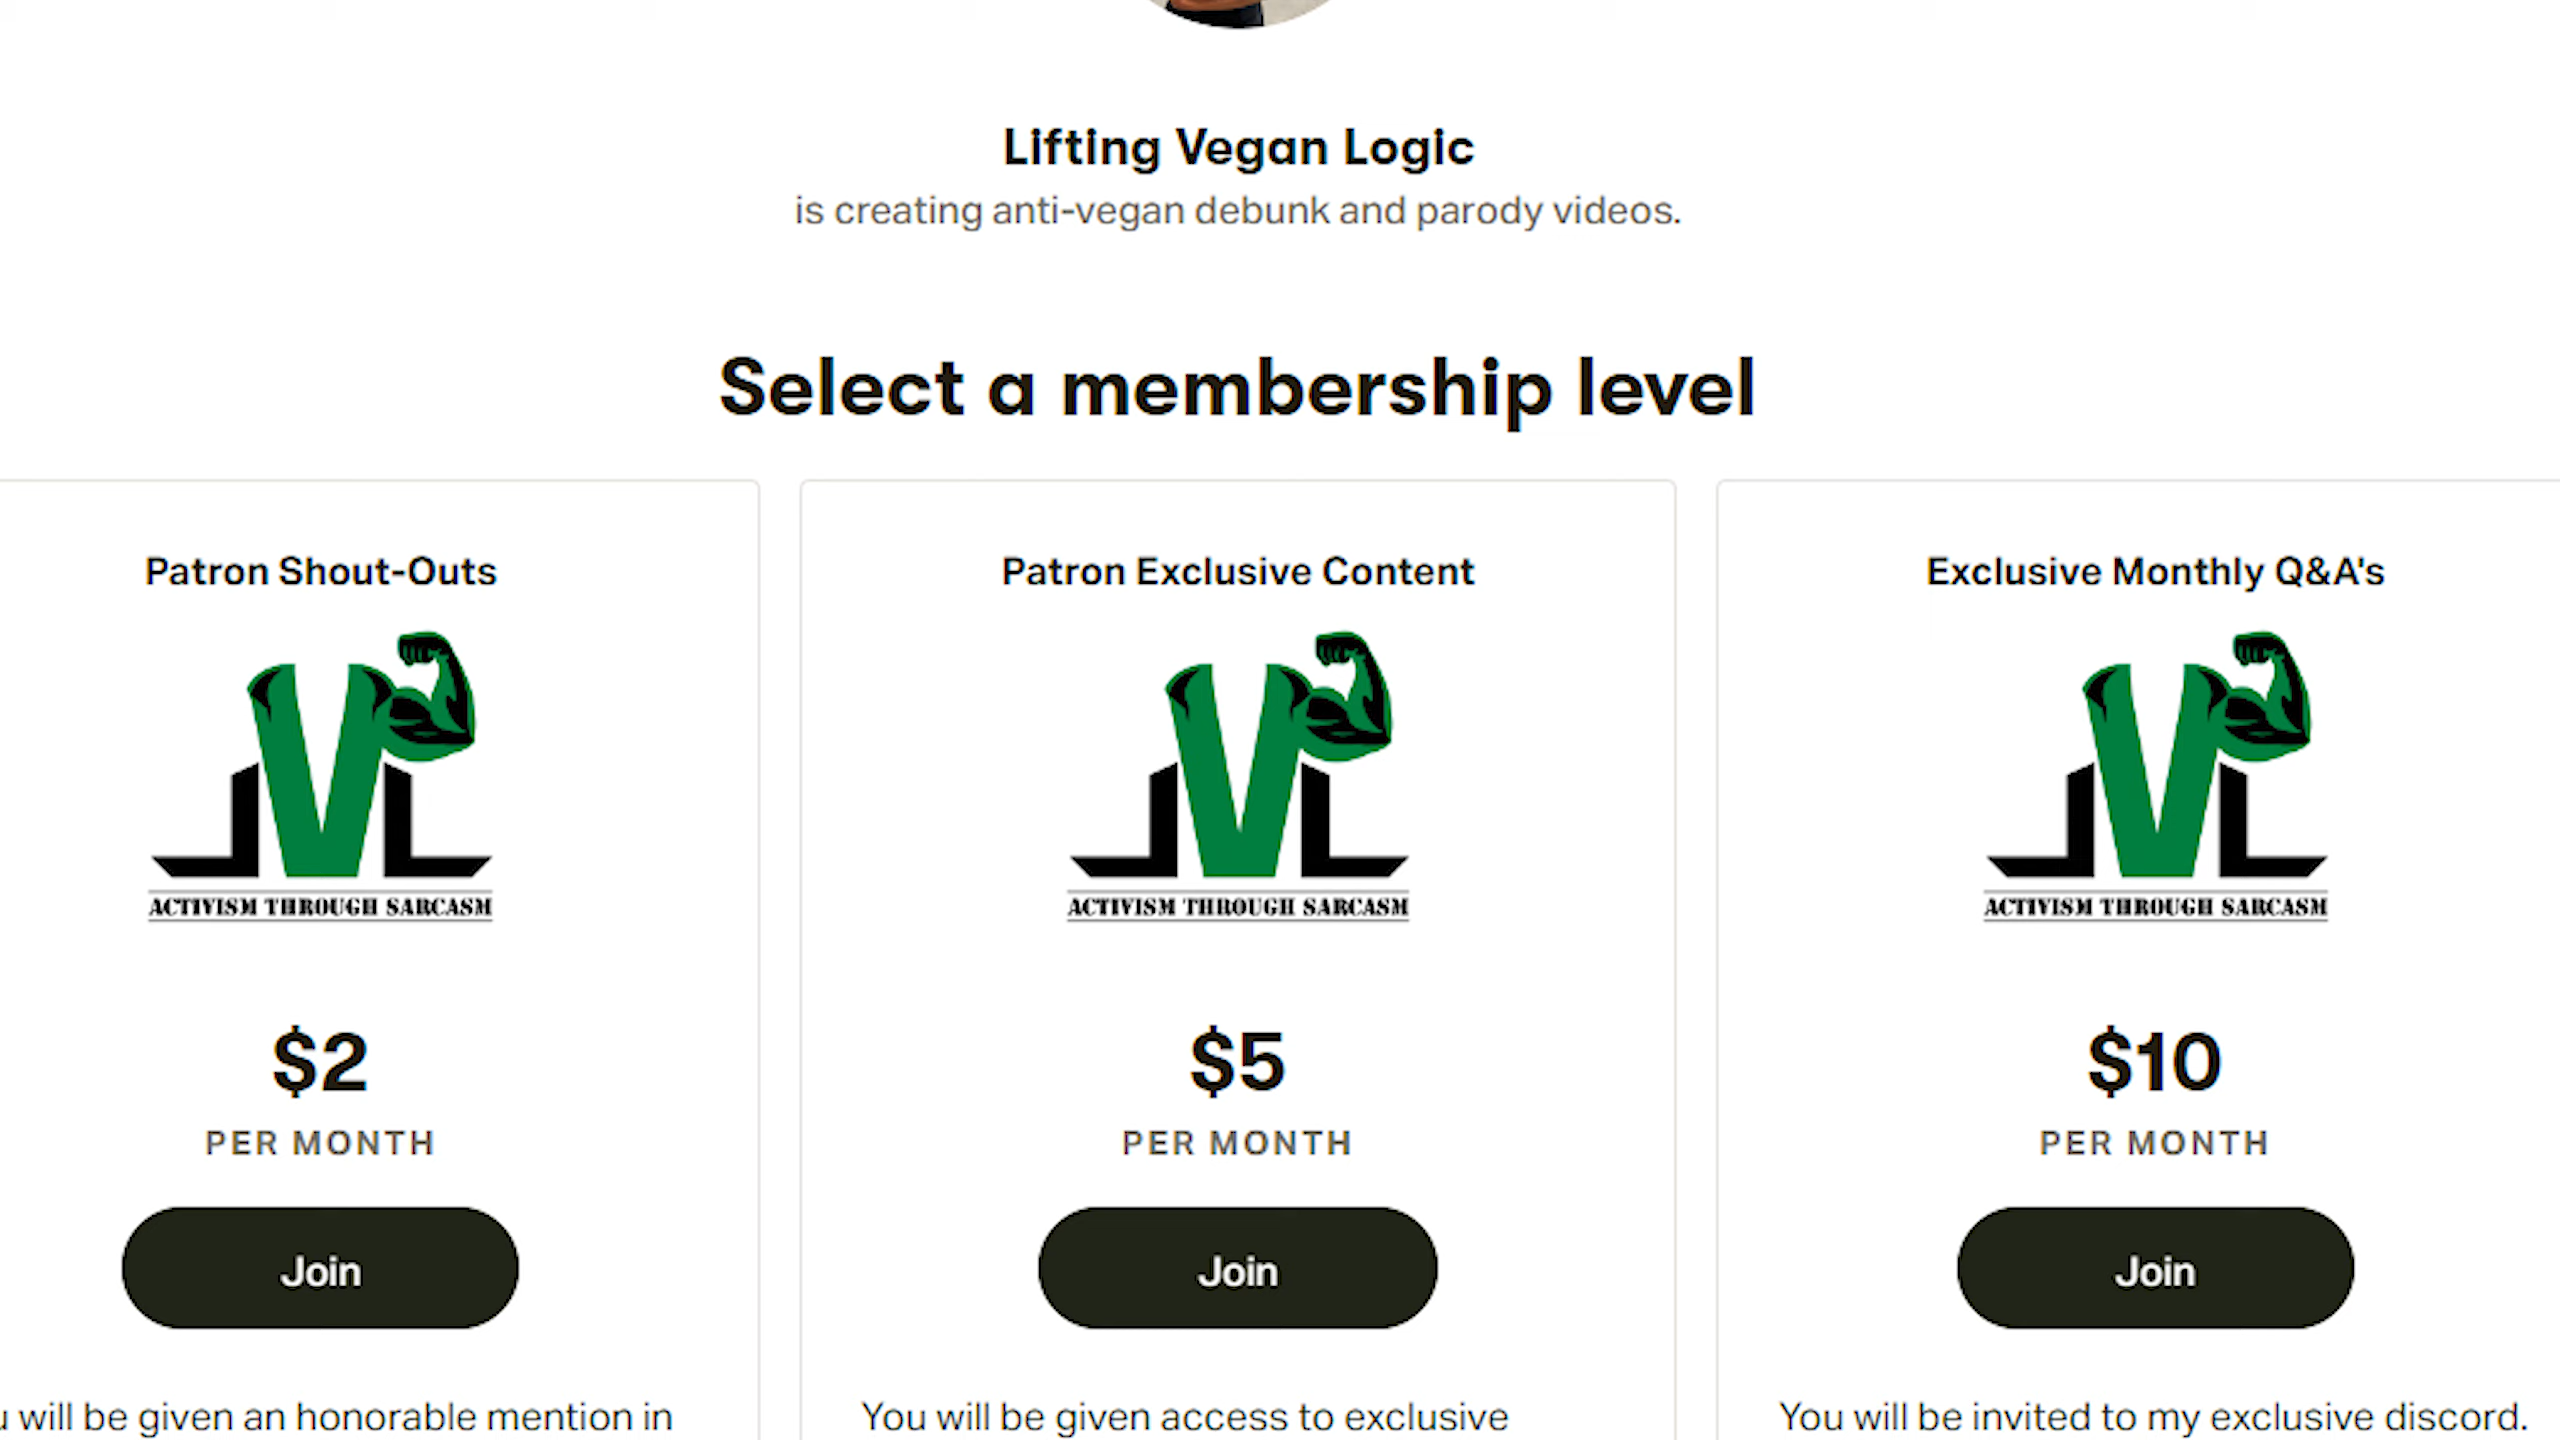 Lifting Vegan Logic
is creating anti-vegan debunk and parody videos.
Select a membership level
Patron Shout-Outs
LVL
ACTIVISM THROUGH SARCASM
$2
PER MONTH
Join
will be given an honorable mention in
Patron Exclusive Content
LVL
ACTIVISM THROUGH SARCASM
$5
PER MONTH
Join
You will be given access to exclusive
Exclusive Monthly Q&A's
LVL
ACTIVISM THROUGH SARCASM
$10
PER MONTH
Join
You will be invited to my exclusive discord.